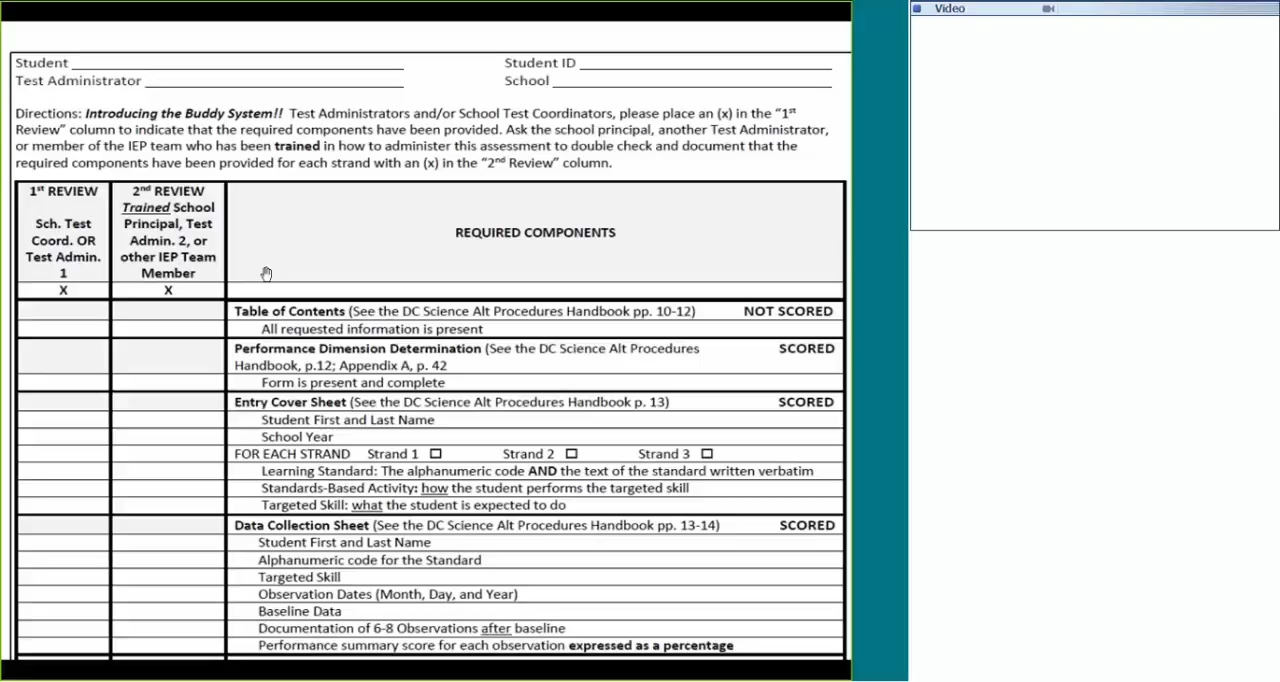 Video
Student ____ Student ID ____
Test Administrator ____ School ____
Directions: Introducing the Buddy System!! Test Administrators and/or School Test Coordinators, please place an (x) in the “1st
Review” column to indicate that the required components have been provided. Ask the school principal, another Test Administrator,
or member of the IEP team who has been trained in how to administer this assessment to double check and document that the
required components have been provided for each strand with an (x) in the “2nd Review” column.
1st REVIEW
Sch. Test
Coord. OR
Test Admin.
1
X
2nd REVIEW
Trained School
Principal, Test
Admin. 2, or
other IEP Team
Member
X
REQUIRED COMPONENTS
Table of Contents (See the DC Science Alt Procedures Handbook pp. 10-12) NOT SCORED
All requested information is present
Performance Dimension Determination (See the DC Science Alt Procedures SCORED
Handbook, p.12; Appendix A, p. 42
Form is present and complete
Entry Cover Sheet (See the DC Science Alt Procedures Handbook p. 13) SCORED
Student First and Last Name
School Year
FOR EACH STRAND Strand 1 ☐ Strand 2 ☐ Strand 3 ☐
Learning Standard: The alphanumeric code AND the text of the standard written verbatim
Standards-Based Activity: how the student performs the targeted skill
Targeted Skill: what the student is expected to do
Data Collection Sheet (See the DC Science Alt Procedures Handbook pp. 13-14) SCORED
Student First and Last Name
Alphanumeric code for the Standard
Targeted Skill
Observation Dates (Month, Day, and Year)
Baseline Data
Documentation of 6-8 Observations after baseline
Performance summary score for each observation expressed as a percentage